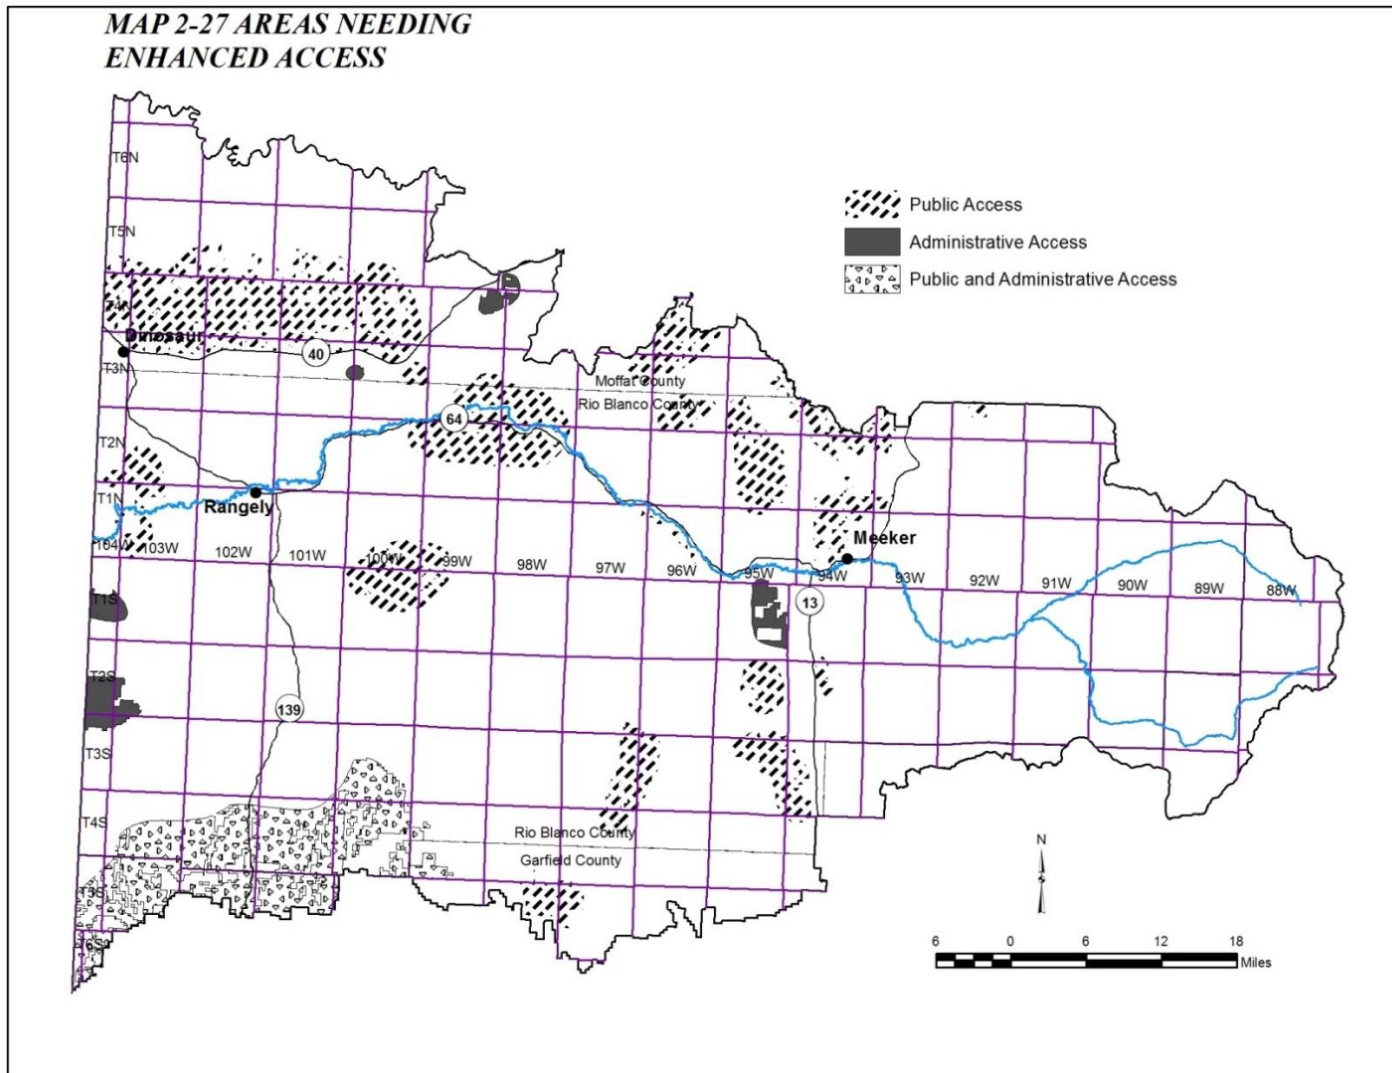 MAP 2-27 AREAS NEEDING
ENHANCED ACCESS
Public Access
Administrative Access
Public and Administrative Access
T6N
T5N
T4N
Dinosaur
40
T3N
Moffat County
Rio Blanco County
64
T2N
T1N
Rangely
Meeker
104W
103W
102W
101W
100W
99W
98W
97W
96W
95W
94W
93W
92W
91W
90W
89W
88W
T1S
13
T2S
139
T3S
T4S
Rio Blanco County
Garfield County
T5S
T6S
N
S
6 0 6 12 18
Miles